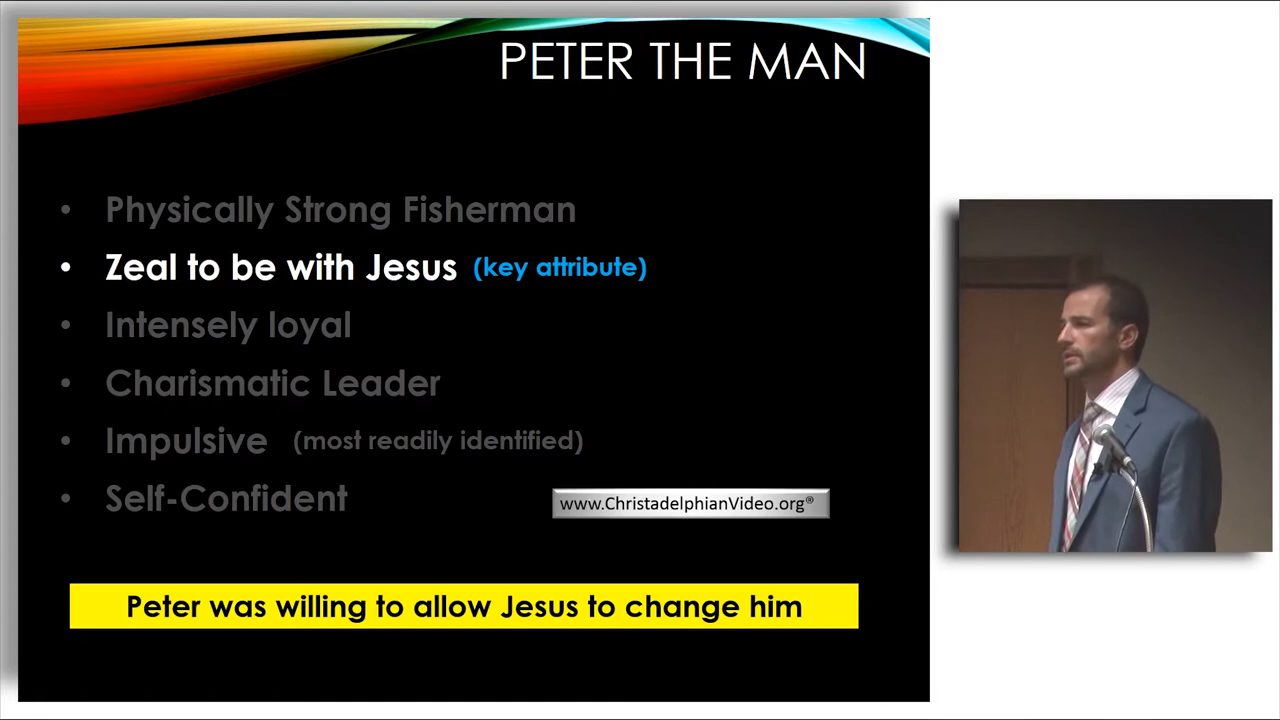 PETER THE MAN
• Physically Strong Fisherman
• Zeal to be with Jesus (key attribute)
• Intensely loyal
• Charismatic Leader
• Impulsive (most readily identified)
• Self-Confident
www.ChristadelphianVideo.org®
Peter was willing to allow Jesus to change him